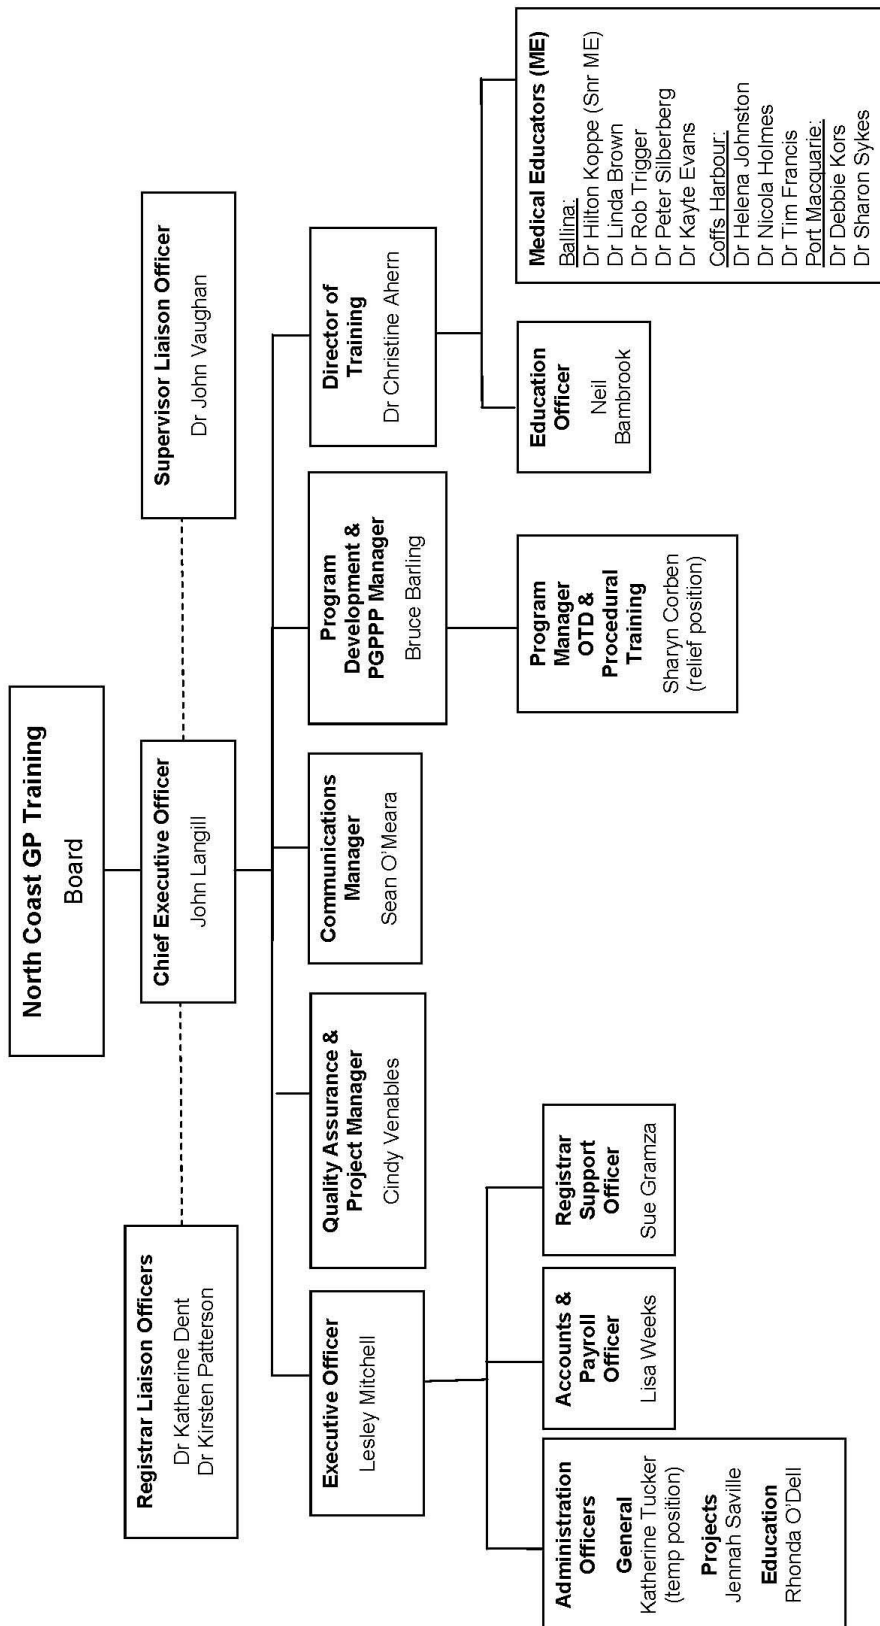 North Coast GP Training
Board
Registrar Liaison Officers
Dr Katherine Dent
Dr Kirsten Patterson
Chief Executive Officer
John Langill
Supervisor Liaison Officer
Dr John Vaughan
Executive Officer
Lesley Mitchell
Quality Assurance &
Project Manager
Cindy Venables
Communications
Manager
Sean O'Meara
Program
Development &
PGPPP Manager
Bruce Barling
Director of
Training
Dr Christine Ahern
Administration
Officers
General
Katherine Tucker
(temp position)
Projects
Jennah Saville
Education
Rhonda O'Dell
Accounts &
Payroll
Officer
Lisa Weeks
Registrar
Support
Officer
Sue Gramza
Program
Manager
OTD &
Procedural
Training
Sharyn Corben
(relief position)
Education
Officer
Neil
Bambrook
Medical Educators (ME)
Ballina:
Dr Hilton Koppe (Snr ME)
Dr Linda Brown
Dr Rob Trigger
Dr Peter Silberberg
Dr Kayte Evans
Coffs Harbour:
Dr Helena Johnston
Dr Nicola Holmes
Dr Tim Francis
Port Macquarie:
Dr Debbie Kors
Dr Sharon Sykes